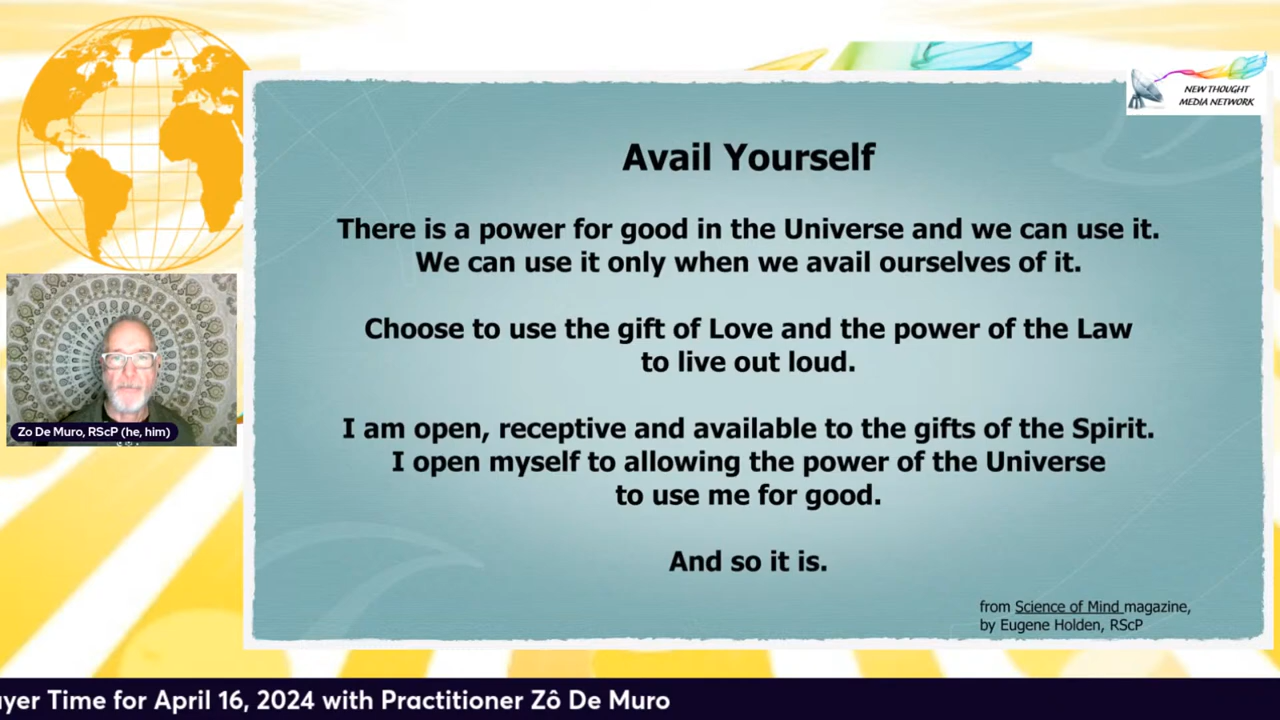 NEW THOUGHT
MEDIA NETWORK
Avail Yourself
There is a power for good in the Universe and we can use it.
We can use it only when we avail ourselves of it.
Choose to use the gift of Love and the power of the Law
to live out loud.
I am open, receptive and available to the gifts of the Spirit.
I open myself to allowing the power of the Universe
to use me for good.
And so it is.
from Science of Mind magazine,
by Eugene Holden, RScP
Zo De Muro, RScP (he, him)
ayer Time for April 16, 2024 with Practitioner Zô De Muro